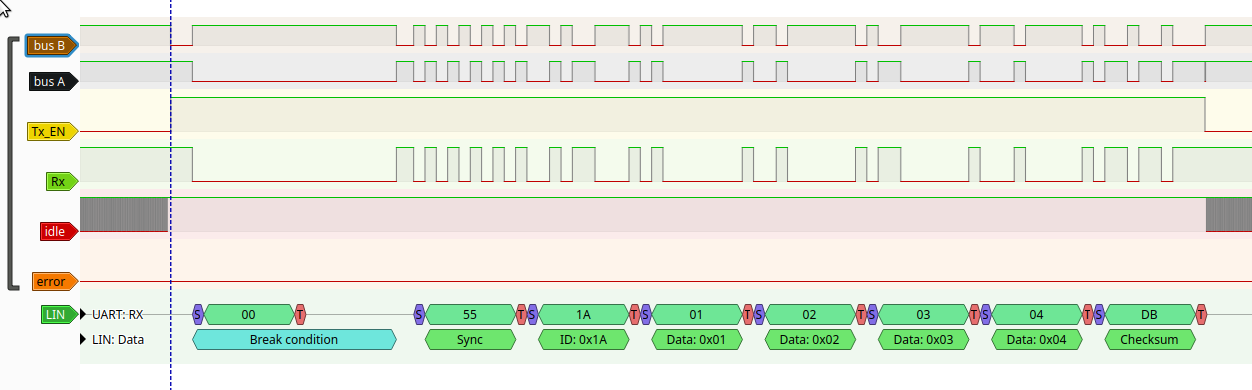 bus B
bus A
Tx_EN
Rx
idle
error
LIN
UART: RX
S 00 T S 55 T S 1A T S 01 T S 02 T S 03 T S 04 T S DB T
LIN: Data
Break condition Sync ID: 0x1A Data: 0x01 Data: 0x02 Data: 0x03 Data: 0x04 Checksum